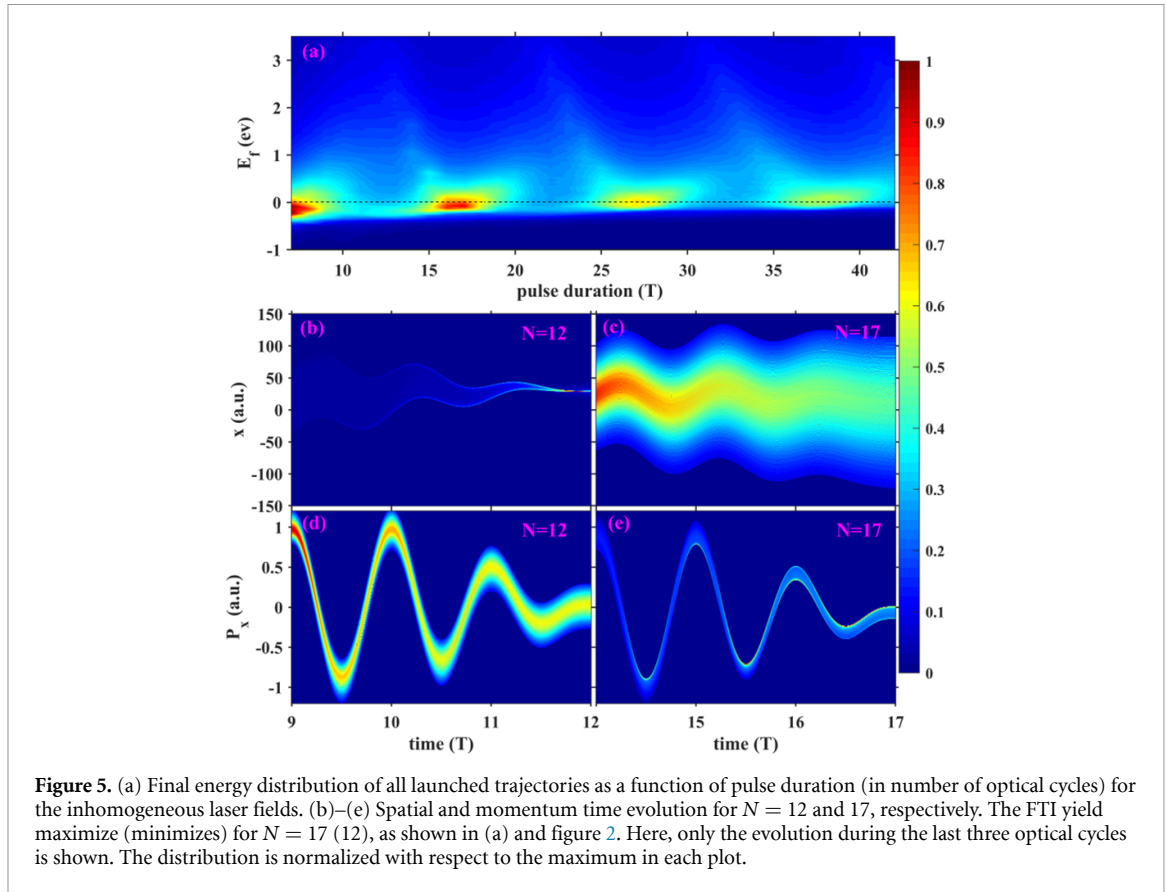 (a)
3
2
1
0
-1
E_f (ev)
10 15 20 25 30 35 40
pulse duration (T)
1
0.9
0.8
0.7
0.6
0.5
0.4
0.3
0.2
0.1
0
(b) N=12
(c) N=17
150
100
50
0
-50
-100
-150
x (a.u.)
(d) N=12
(e) N=17
1
0.5
0
-0.5
-1
P_x (a.u.)
9 10 11 12
15 16 17
time (T)
time (T)
Figure 5. (a) Final energy distribution of all launched trajectories as a function of pulse duration (in number of optical cycles) for
the inhomogeneous laser fields. (b)–(e) Spatial and momentum time evolution for N = 12 and 17, respectively. The FTI yield
maximize (minimizes) for N = 17 (12), as shown in (a) and figure 2. Here, only the evolution during the last three optical cycles
is shown. The distribution is normalized with respect to the maximum in each plot.